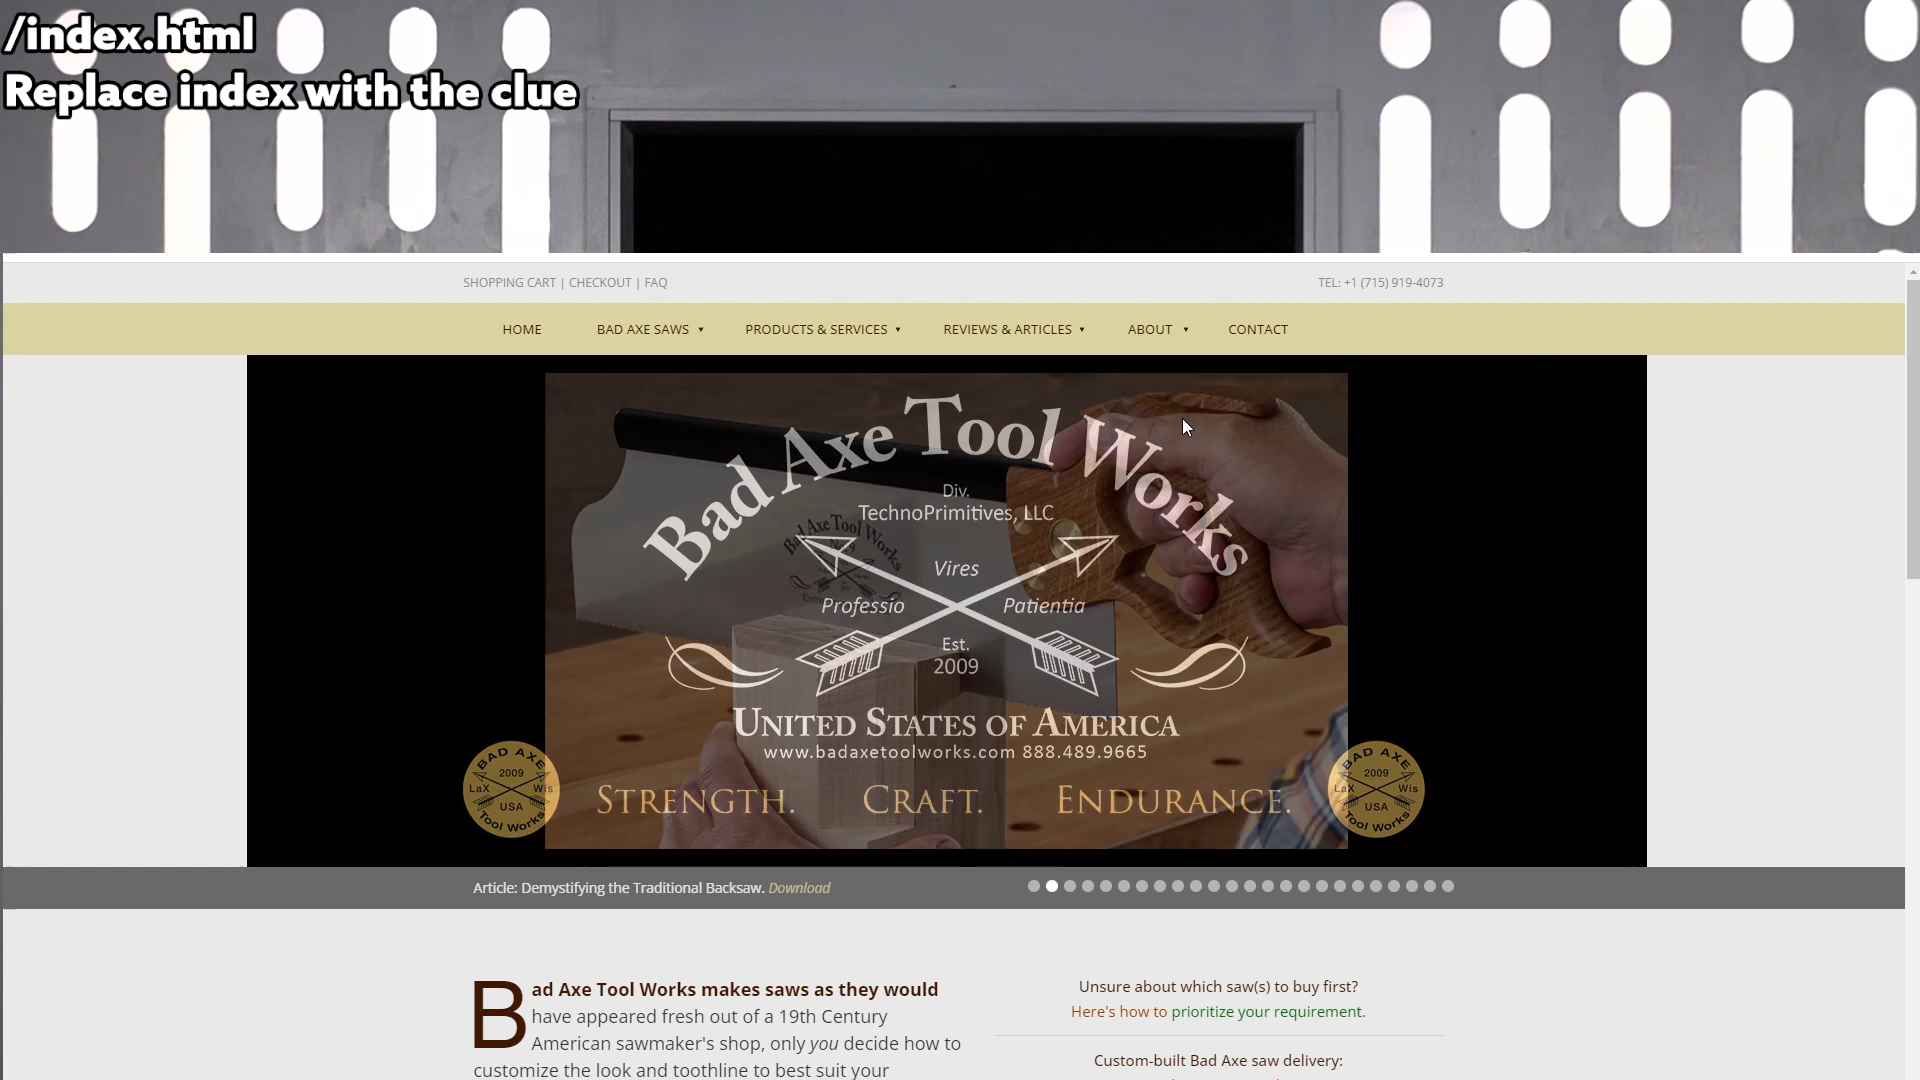 /index.html
Replace index with the clue
SHOPPING CART | CHECKOUT | FAQ
TEL: +1 (715) 919-4073
HOME
BAD AXE SAWS
PRODUCTS & SERVICES
REVIEWS & ARTICLES
ABOUT
CONTACT
Bad Axe Tool Works
Div.
TechnoPrimitives, LLC
Bad Axe Tool Works
Vires
Professio
Patientia
Est.
2009
United States of America
www.badaxetoolworks.com 888.489.9665
Strength. Craft. Endurance.
BAD AXE
2009
LaX Wis
USA
Tool Works
BAD AXE
2009
LaX Wis
USA
Tool Works
Article: Demystifying the Traditional Backsaw. Download
Bad Axe Tool Works makes saws as they would
have appeared fresh out of a 19th Century
American sawmaker's shop, only you decide how to
customize the look and toothline to best suit your
Unsure about which saw(s) to buy first?
Here's how to prioritize your requirement.
Custom-built Bad Axe saw delivery: